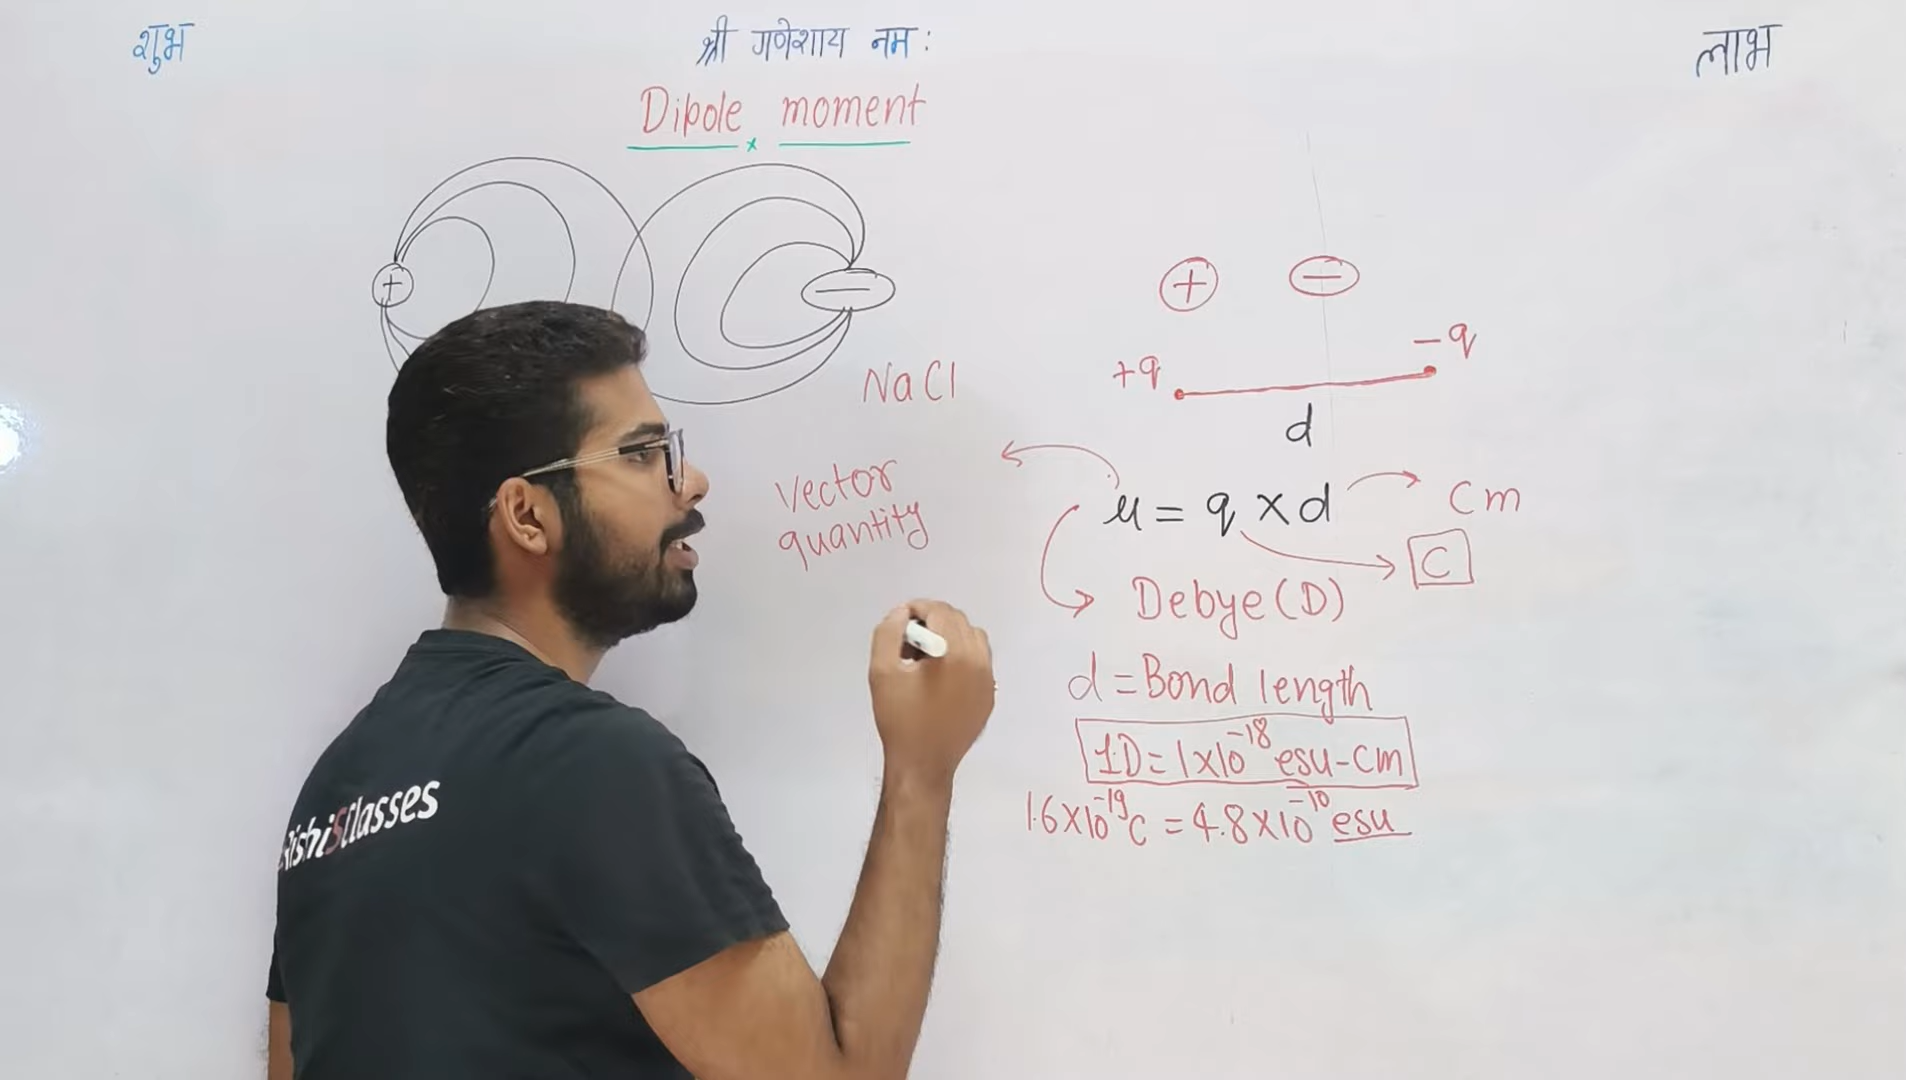 शुभ
श्री गणेशाय नम:
लाभ
Dipole moment
+
−
+
−
+q
−q
NaCl
d
Vector
quantity
μ = q × d
Cm
C
Debye (D)
d = Bond length
1D = 1×10⁻¹⁸ esu-cm
1.6×10⁻¹⁹C = 4.8×10⁻¹⁰ esu
RishiSClasses